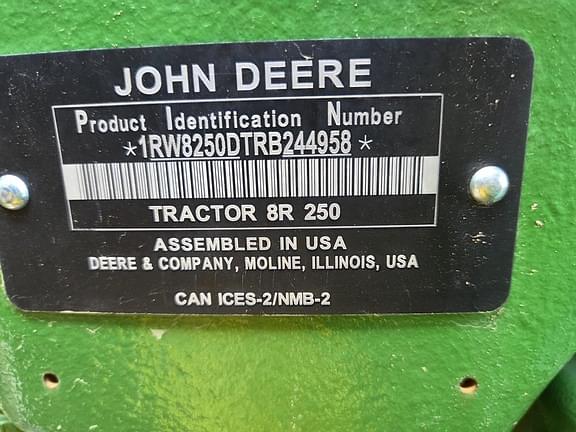 JOHN DEERE
Product Identification Number
*1RW8250DTRB244958*
TRACTOR 8R 250
ASSEMBLED IN USA
DEERE & COMPANY, MOLINE, ILLINOIS, USA
CAN ICES-2/NMB-2